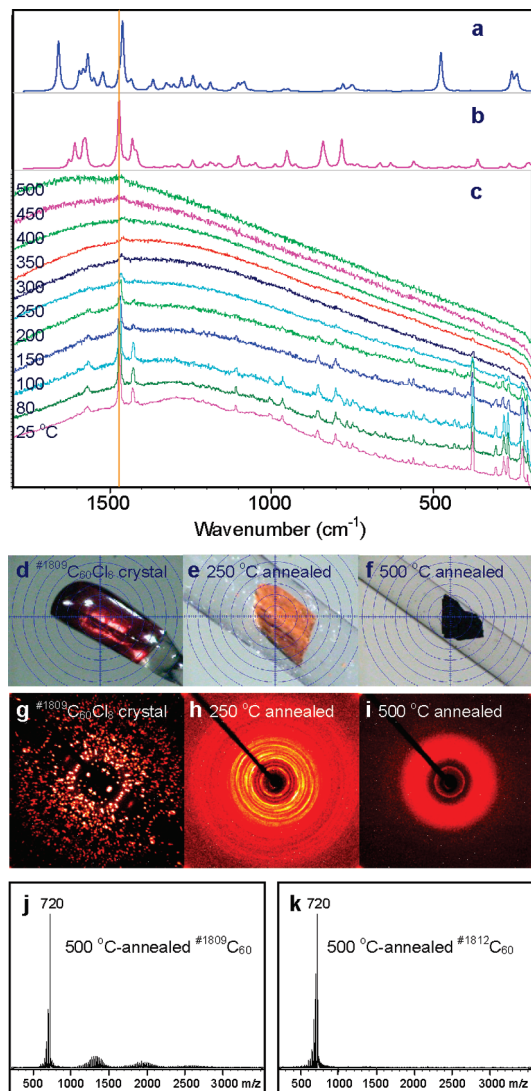 a
b
c
500
450
400
350
300
250
200
150
100
80
25 °C
1500 1000 500
Wavenumber (cm⁻¹)
d #1809C₆₀Cl₈ crystal
e 250 °C annealed
f 500 °C annealed
g #1809C₆₀Cl₈ crystal
h 250 °C annealed
i 500 °C annealed
j
720
500 °C-annealed #1809C₆₀
500 1000 1500 2000 2500 3000 m/z
k
720
500 °C-annealed #1812C₆₀
500 1000 1500 2000 2500 3000 m/z